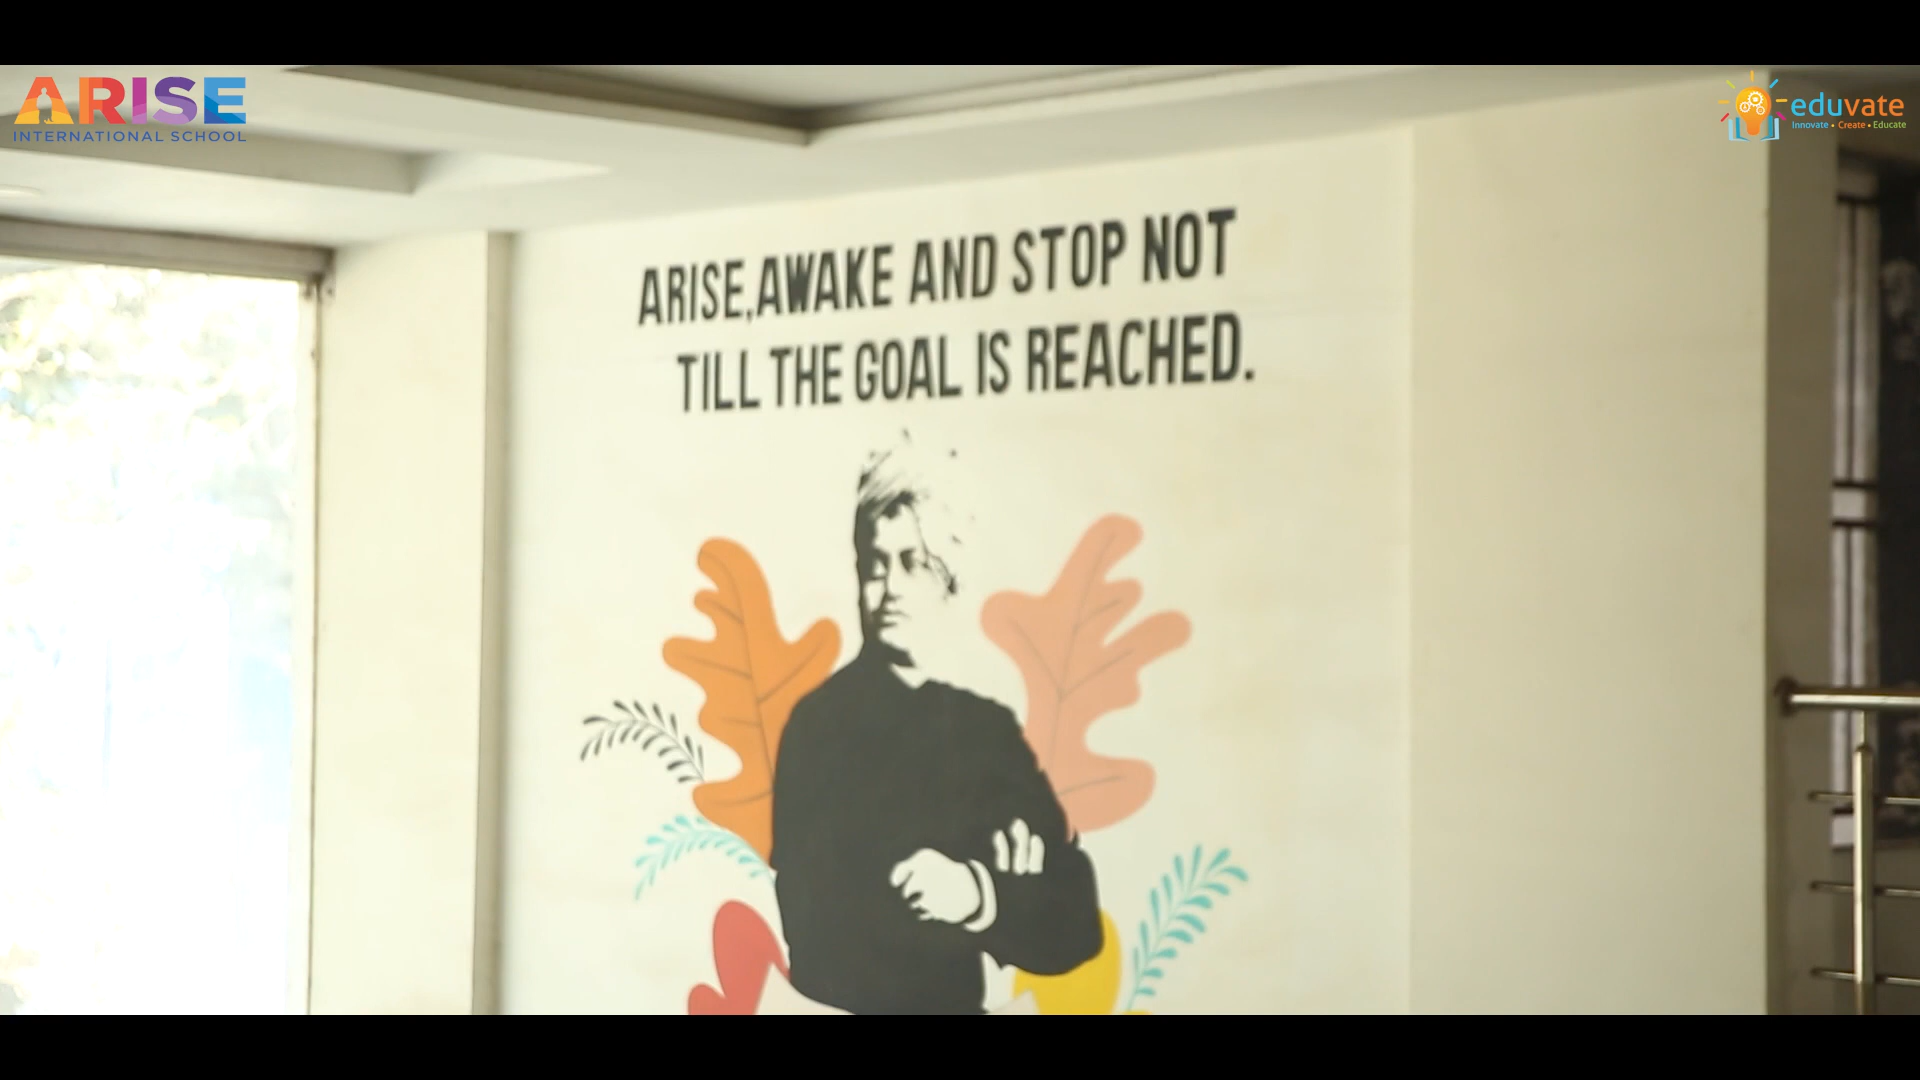 ARISE
INTERNATIONAL SCHOOL
eduvate
Innovate • Create • Educate
ARISE,AWAKE AND STOP NOT
TILL THE GOAL IS REACHED.